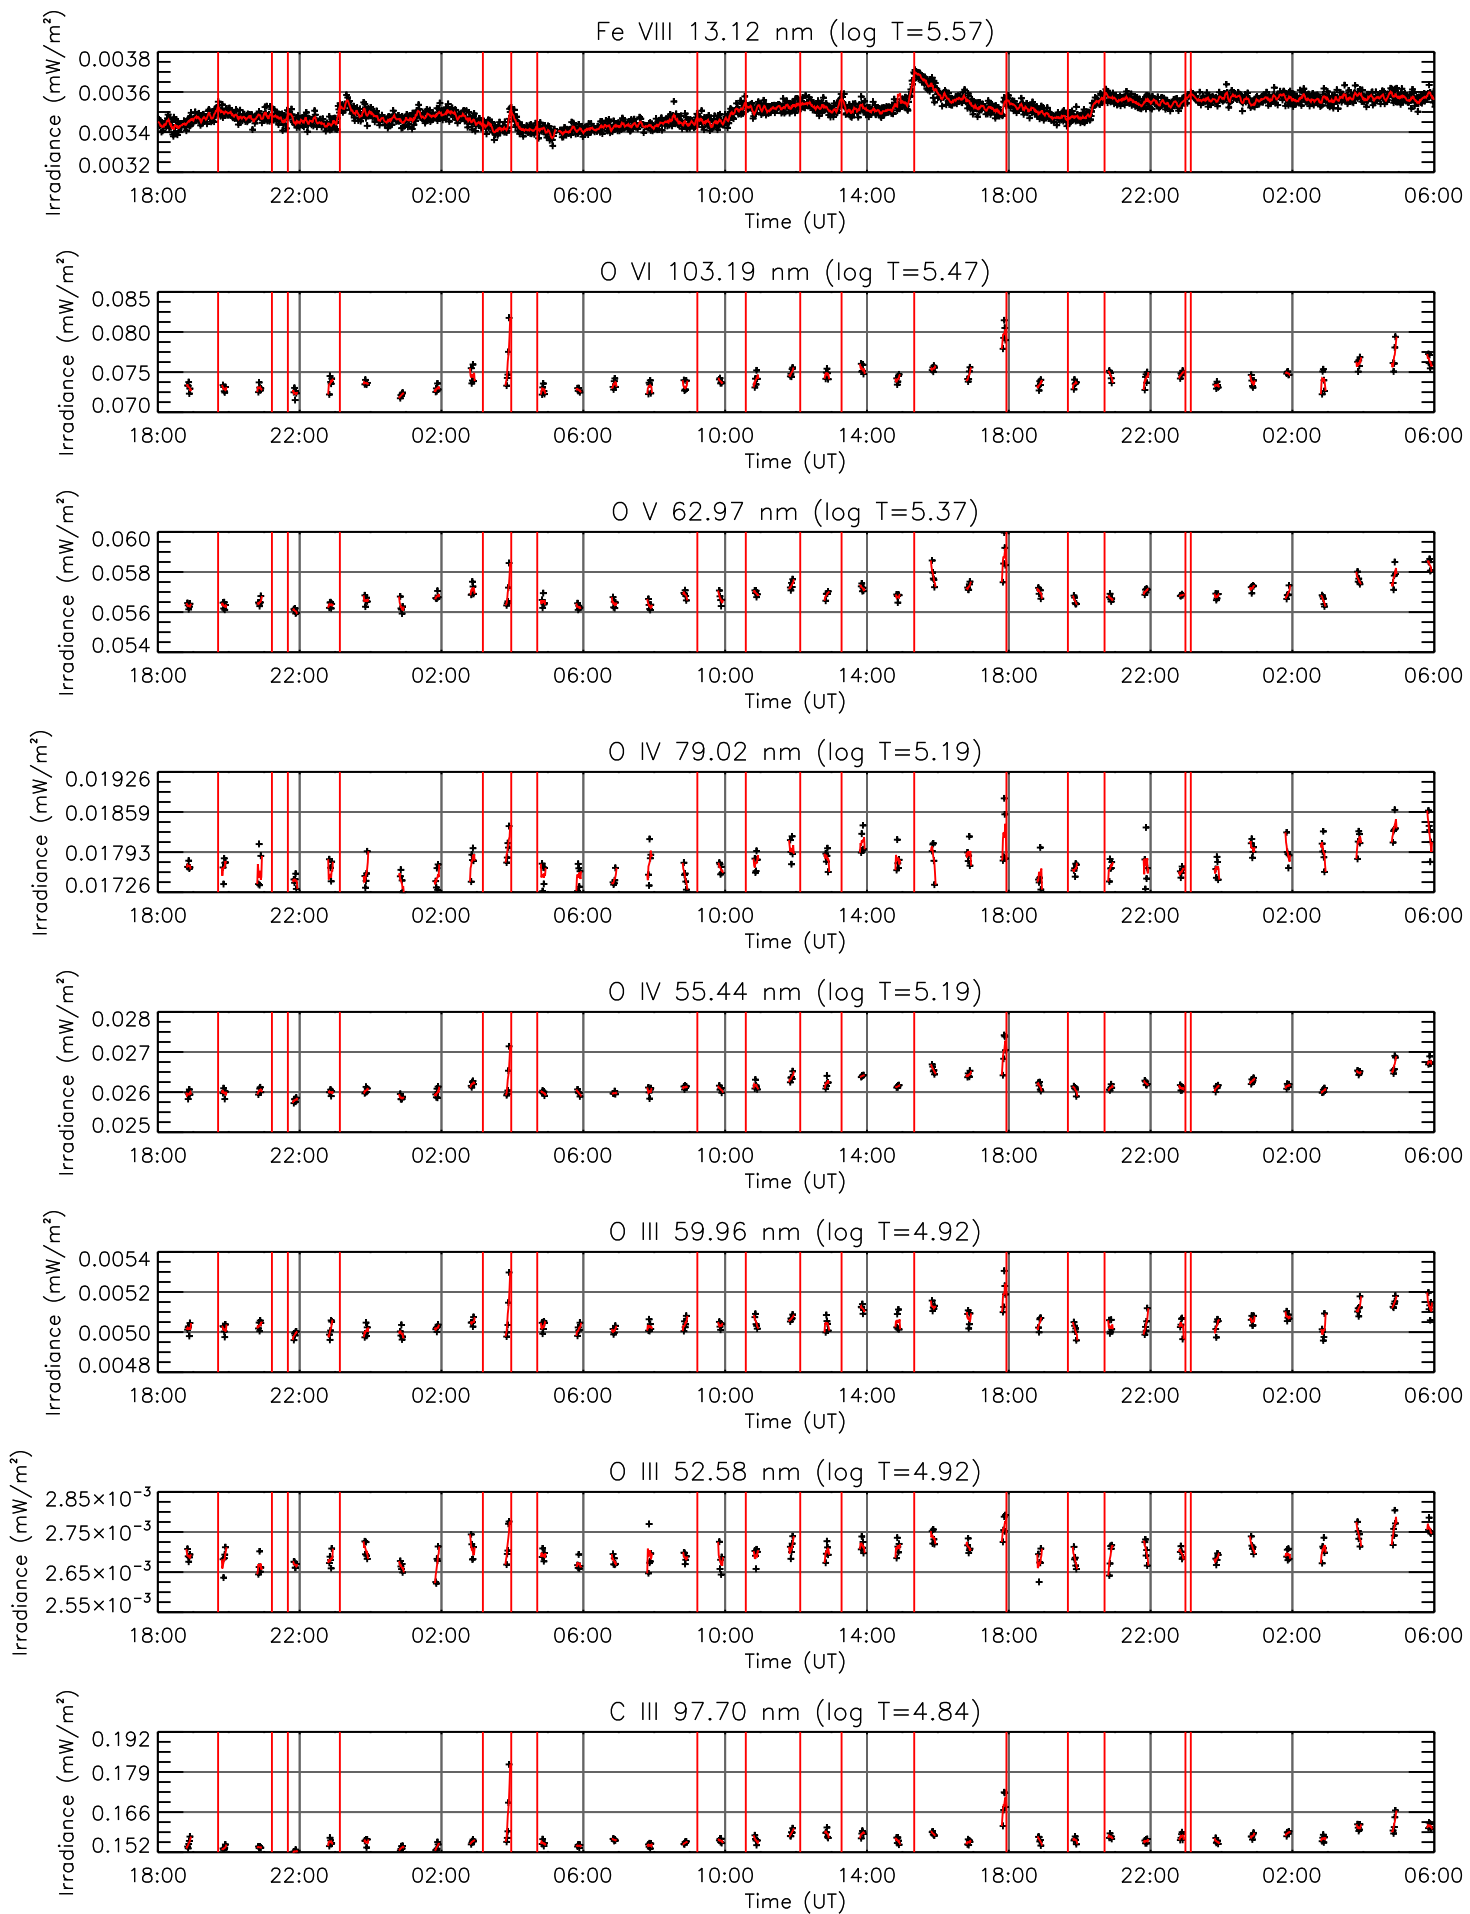 Fe VIII 13.12 nm (log T=5.57)
Irradiance (mW/m²)
0.0038
0.0036
0.0034
0.0032
18:00 22:00 02:00 06:00 10:00 14:00 18:00 22:00 02:00 06:00
Time (UT)
O VI 103.19 nm (log T=5.47)
Irradiance (mW/m²)
0.085
0.080
0.075
0.070
18:00 22:00 02:00 06:00 10:00 14:00 18:00 22:00 02:00 06:00
Time (UT)
O V 62.97 nm (log T=5.37)
Irradiance (mW/m²)
0.060
0.058
0.056
0.054
18:00 22:00 02:00 06:00 10:00 14:00 18:00 22:00 02:00 06:00
Time (UT)
O IV 79.02 nm (log T=5.19)
Irradiance (mW/m²)
0.01926
0.01859
0.01793
0.01726
18:00 22:00 02:00 06:00 10:00 14:00 18:00 22:00 02:00 06:00
Time (UT)
O IV 55.44 nm (log T=5.19)
Irradiance (mW/m²)
0.028
0.027
0.026
0.025
18:00 22:00 02:00 06:00 10:00 14:00 18:00 22:00 02:00 06:00
Time (UT)
O III 59.96 nm (log T=4.92)
Irradiance (mW/m²)
0.0054
0.0052
0.0050
0.0048
18:00 22:00 02:00 06:00 10:00 14:00 18:00 22:00 02:00 06:00
Time (UT)
O III 52.58 nm (log T=4.92)
Irradiance (mW/m²)
2.85×10⁻³
2.75×10⁻³
2.65×10⁻³
2.55×10⁻³
18:00 22:00 02:00 06:00 10:00 14:00 18:00 22:00 02:00 06:00
Time (UT)
C III 97.70 nm (log T=4.84)
Irradiance (mW/m²)
0.192
0.179
0.166
0.152
18:00 22:00 02:00 06:00 10:00 14:00 18:00 22:00 02:00 06:00
Time (UT)